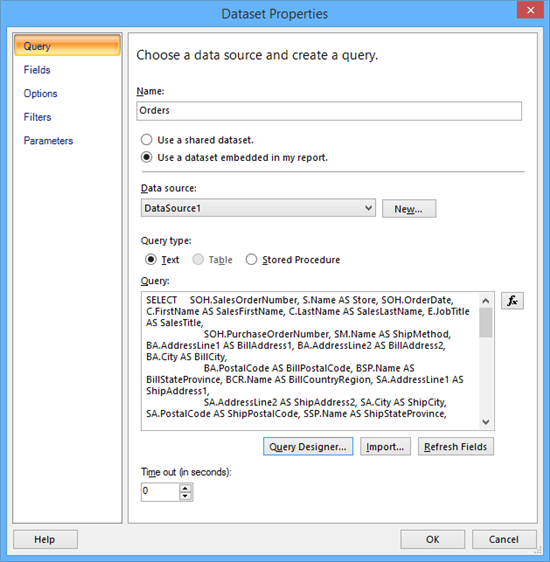 Dataset Properties
Query
Fields
Options
Filters
Parameters
Choose a data source and create a query.
Name:
Orders
Use a shared dataset.
Use a dataset embedded in my report.
Data source:
DataSource1
New...
Query type:
Text
Table
Stored Procedure
Query:
SELECT SOH.SalesOrderNumber, S.Name AS Store, SOH.OrderDate,
C.FirstName AS SalesFirstName, C.LastName AS SalesLastName, E.JobTitle
AS SalesTitle,
SOH.PurchaseOrderNumber, SM.Name AS ShipMethod,
BA.AddressLine1 AS BillAddress1, BA.AddressLine2 AS BillAddress2,
BA.City AS BillCity,
BA.PostalCode AS BillPostalCode, BSP.Name AS
BillStateProvince, BCR.Name AS BillCountryRegion, SA.AddressLine1 AS
ShipAddress1,
SA.AddressLine2 AS ShipAddress2, SA.City AS ShipCity,
SA.PostalCode AS ShipPostalCode, SSP.Name AS ShipStateProvince,
fx
Query Designer...
Import...
Refresh Fields
Time out (in seconds):
0
Help
OK
Cancel